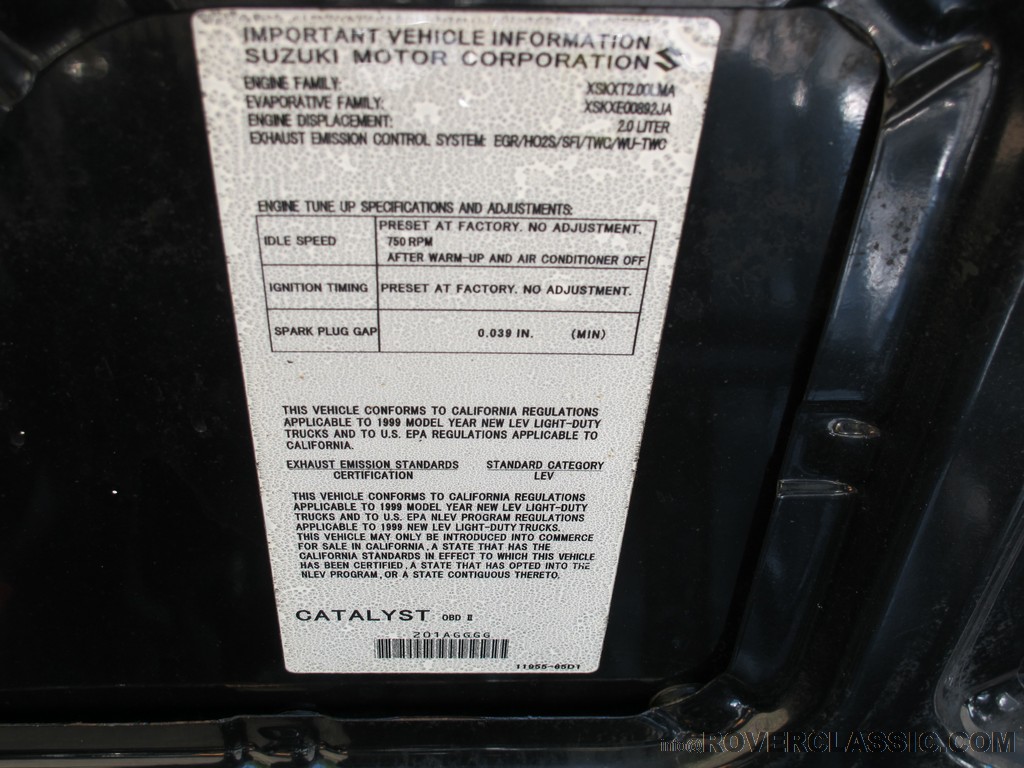 IMPORTANT VEHICLE INFORMATION
SUZUKI MOTOR CORPORATION
ENGINE FAMILY: XSKXT2.00LMA
EVAPORATIVE FAMILY: XSKXE00892JA
ENGINE DISPLACEMENT: 2.0 LITER
EXHAUST EMISSION CONTROL SYSTEM: EGR/HO2S/SFI/TWC/WU-TWC
ENGINE TUNE UP SPECIFICATIONS AND ADJUSTMENTS:
IDLE SPEED
PRESET AT FACTORY. NO ADJUSTMENT.
750 RPM
AFTER WARM-UP AND AIR CONDITIONER OFF
IGNITION TIMING PRESET AT FACTORY. NO ADJUSTMENT.
SPARK PLUG GAP 0.039 IN. (MIN)
THIS VEHICLE CONFORMS TO CALIFORNIA REGULATIONS
APPLICABLE TO 1999 MODEL YEAR NEW LEV LIGHT-DUTY
TRUCKS AND TO U.S. EPA REGULATIONS APPLICABLE TO
CALIFORNIA.
EXHAUST EMISSION STANDARDS STANDARD CATEGORY
CERTIFICATION LEV
THIS VEHICLE CONFORMS TO CALIFORNIA REGULATIONS
APPLICABLE TO 1999 MODEL YEAR NEW LEV LIGHT-DUTY
TRUCKS AND TO U.S. EPA NLEV PROGRAM REGULATIONS
APPLICABLE TO 1999 NEW LEV LIGHT-DUTY TRUCKS.
THIS VEHICLE MAY ONLY BE INTRODUCED INTO COMMERCE
FOR SALE IN CALIFORNIA, A STATE THAT HAS THE
CALIFORNIA STANDARDS IN EFFECT TO WHICH THIS VEHICLE
HAS BEEN CERTIFIED, A STATE THAT HAS OPTED INTO THE
NLEV PROGRAM, OR A STATE CONTIGUOUS THERETO.
CATALYST OBD II
Z01AGGGG
11955-65D1
info@ROVERCLASSIC.COM